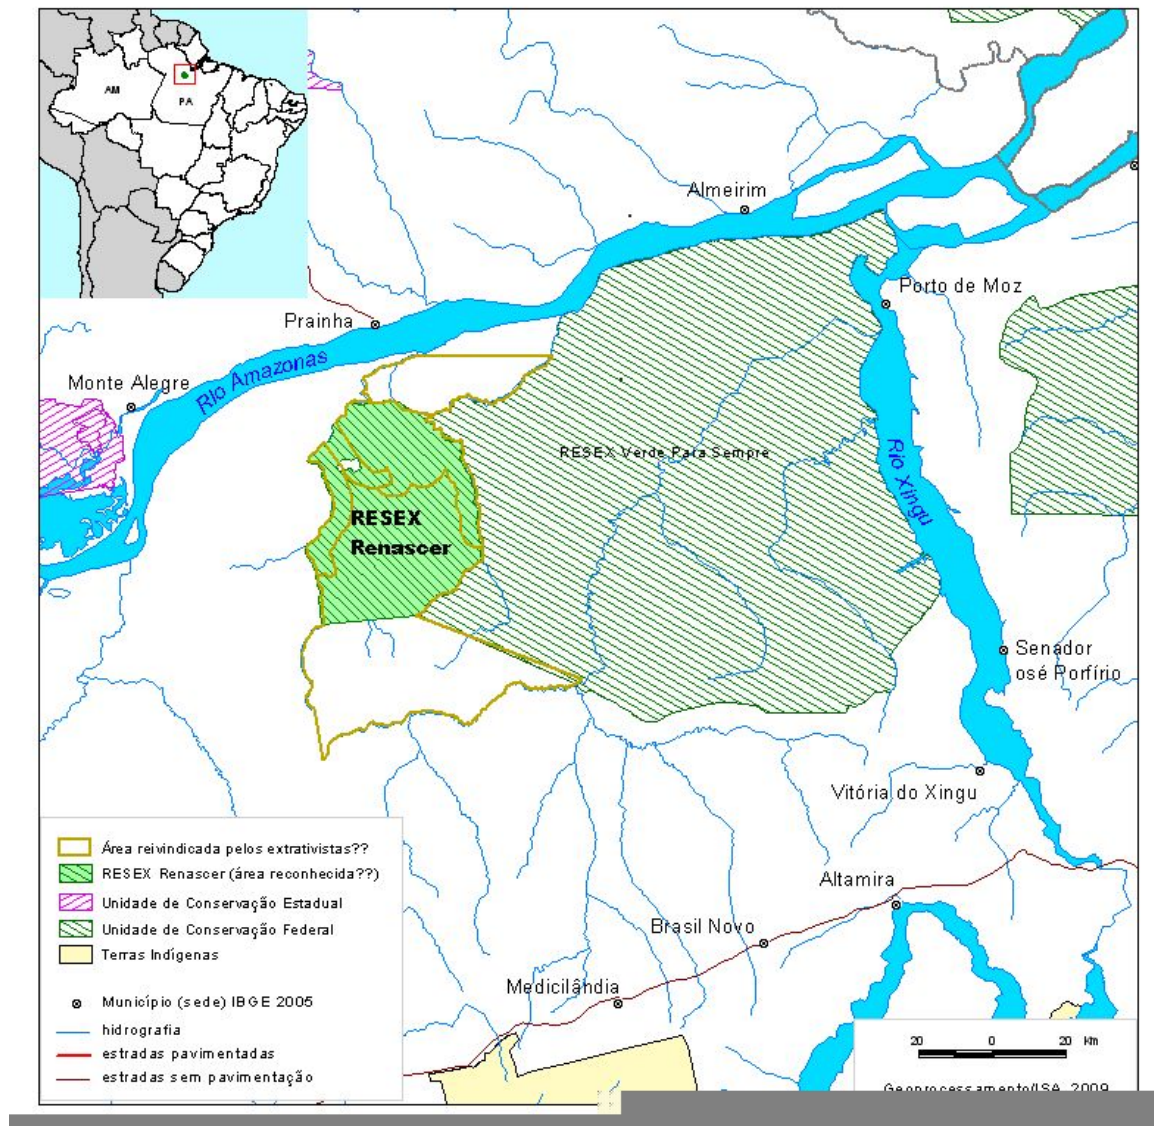 AM
PA
Almeirim
Porto de Moz
Prainha
Rio Amazonas
Monte Alegre
RESEX Verde Para Sempre
Rio Xingu
RESEX
Renascer
Senador
osé Porfírio
Vitória do Xingu
Altamira
Brasil Novo
Medicilândia
Área reivindicada pelos extrativistas??
RESEX Renascer (área reconhecida??)
Unidade de Conservação Estadual
Unidade de Conservação Federal
Terras Indígenas
Município (sede) IBGE 2005
hidrografia
estradas pavimentadas
estradas sem pavimentação
20 0 20 Km
Geoprocessamento/ISA, 2009